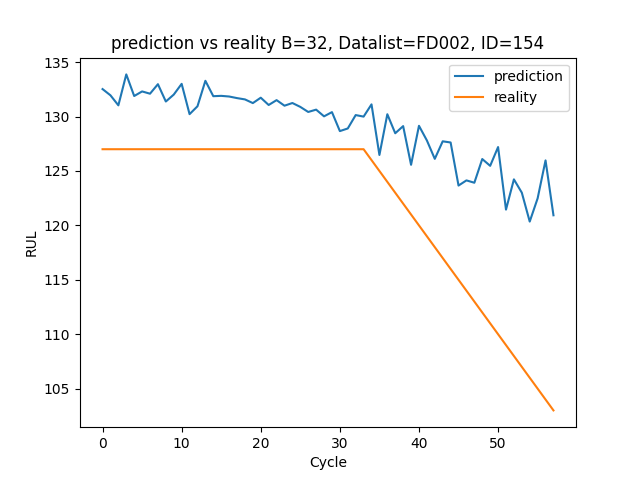 prediction vs reality B=32, Datalist=FD002, ID=154
prediction
reality
135
130
125
120
115
110
105
RUL
0 10 20 30 40 50
Cycle